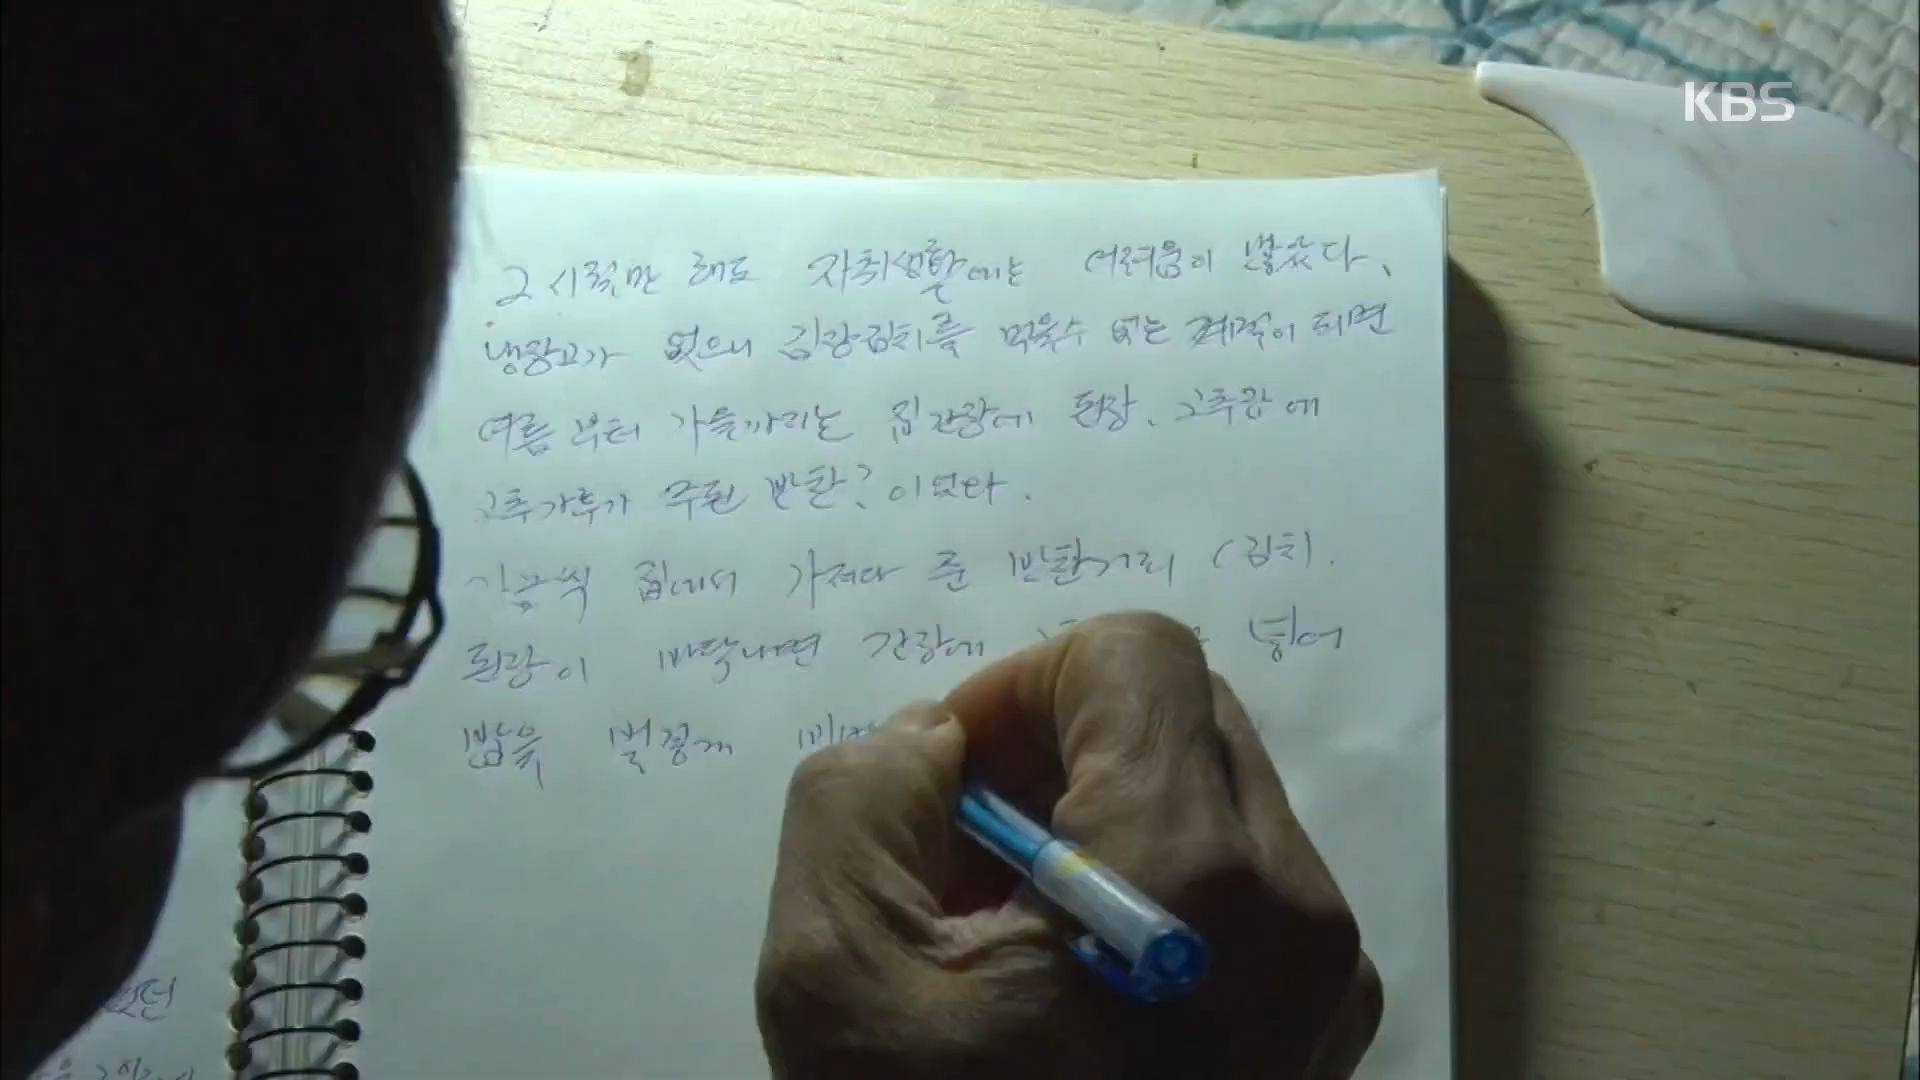 KBS
그 시절만 해도 자취생활에는 어려움이 많았다.
냉장고가 없으니 김장김치를 먹을수 없는 계절이 되면
여름부터 가을까지는 집간장에 된장, 고추장에
고추가루가 주된 반찬? 이었다.
가끔씩 집에서 가져다 준 반찬거리 (김치.
된장이 바닥나면 간장에
밥을 벌겋게